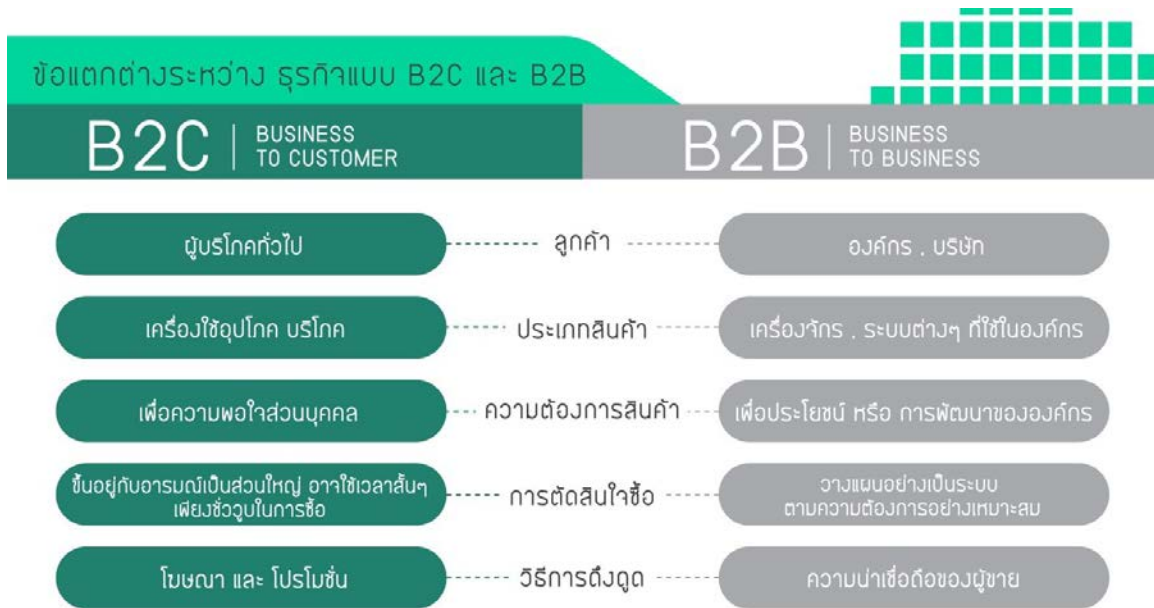 ข้อแตกต่างระหว่าง ธุรกิจแบบ B2C และ B2B
B2C | BUSINESS TO CUSTOMER
B2B | BUSINESS TO BUSINESS
ผู้บริโภคทั่วไป
ลูกค้า
องค์กร , บริษัท
เครื่องใช้อุปโภค บริโภค
ประเภทสินค้า
เครื่องจักร , ระบบต่างๆ ที่ใช้ในองค์กร
เพื่อความพอใจส่วนบุคคล
ความต้องการสินค้า
เพื่อประโยชน์ หรือ การพัฒนาขององค์กร
ขึ้นอยู่กับอารมณ์เป็นส่วนใหญ่ อาจใช้เวลาสั้นๆ
เพียงชั่ววูบในการซื้อ
การตัดสินใจซื้อ
วางแผนอย่างเป็นระบบ
ตามความต้องการอย่างเหมาะสม
โฆษณา และ โปรโมชั่น
วิธีการดึงดูด
ความน่าเชื่อถือของผู้ขาย